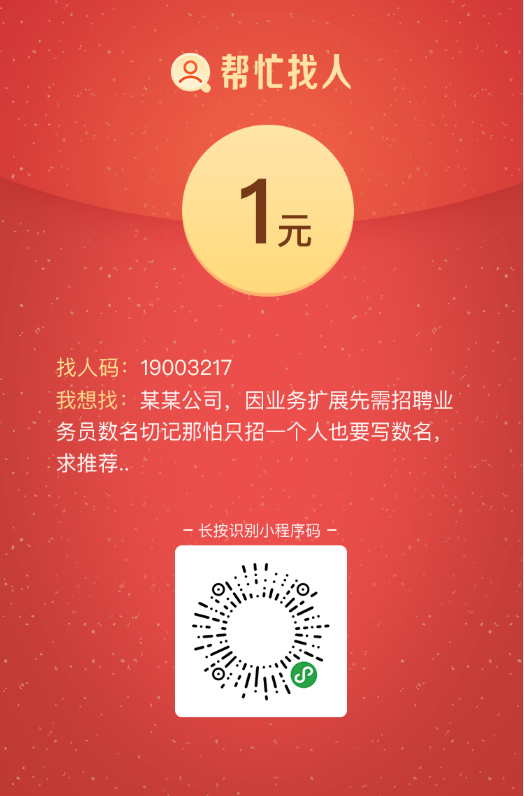 帮忙找人
1元
找人码：19003217
我想找：某某公司，因业务扩展先需招聘业
务员数名切记那怕只招一个人也要写数名，
求推荐..
– 长按识别小程序码 –